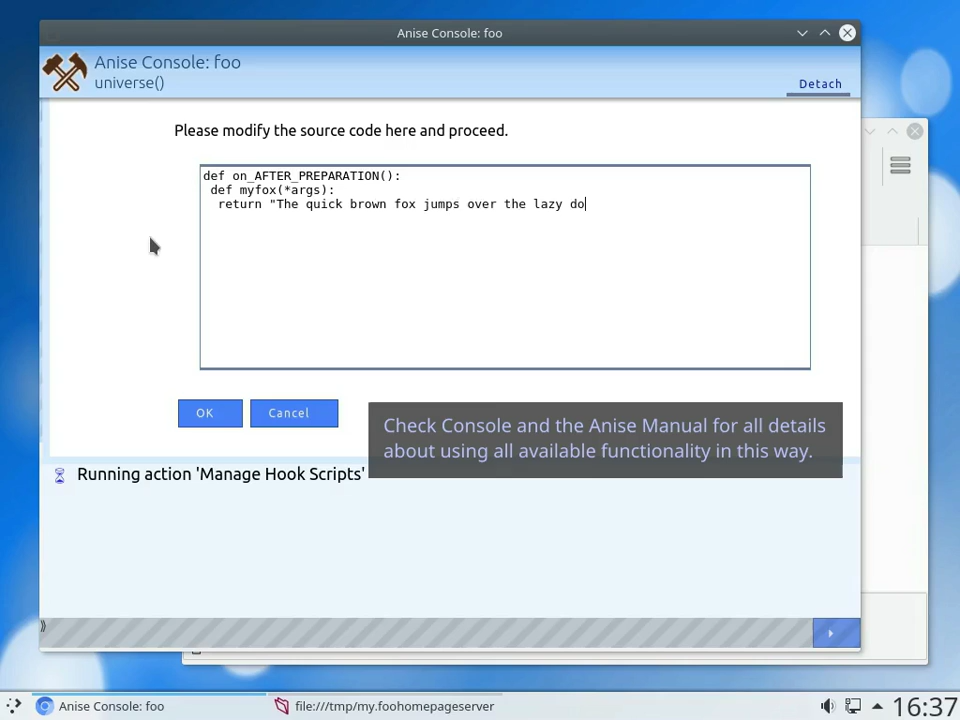 Anise Console: foo
Anise Console: foo
universe()
Detach
Please modify the source code here and proceed.
def on_AFTER_PREPARATION():
 def myfox(*args):
  return "The quick brown fox jumps over the lazy do
OK
Cancel
Check Console and the Anise Manual for all details
about using all available functionality in this way.
Running action 'Manage Hook Scripts'
Anise Console: foo
file:///tmp/my.foohomepageserver
16:37